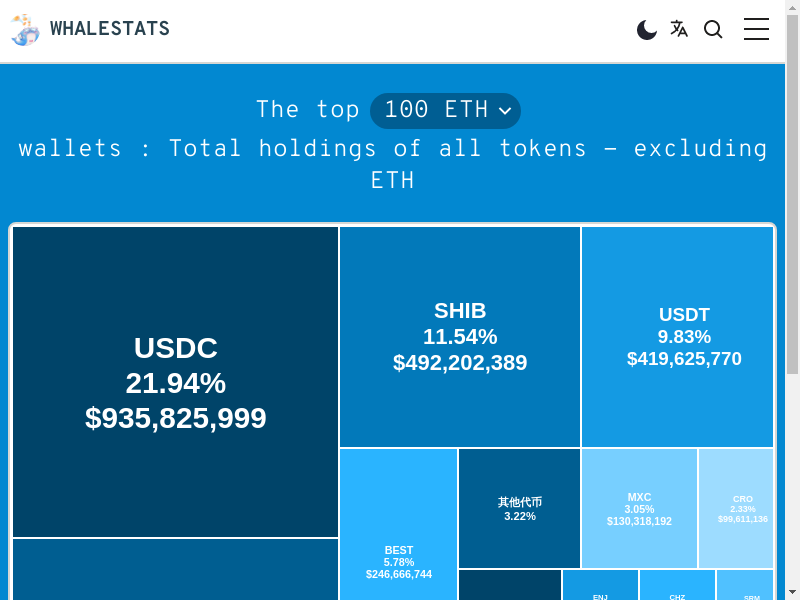 WHALESTATS
The top 100 ETH
wallets : Total holdings of all tokens – excluding
ETH
USDC
21.94%
$935,825,999
SHIB
11.54%
$492,202,389
USDT
9.83%
$419,625,770
BEST
5.78%
$246,666,744
其他代币
3.22%
MXC
3.05%
$130,318,192
CRO
2.33%
$99,611,136
ENJ
CHZ
SRM